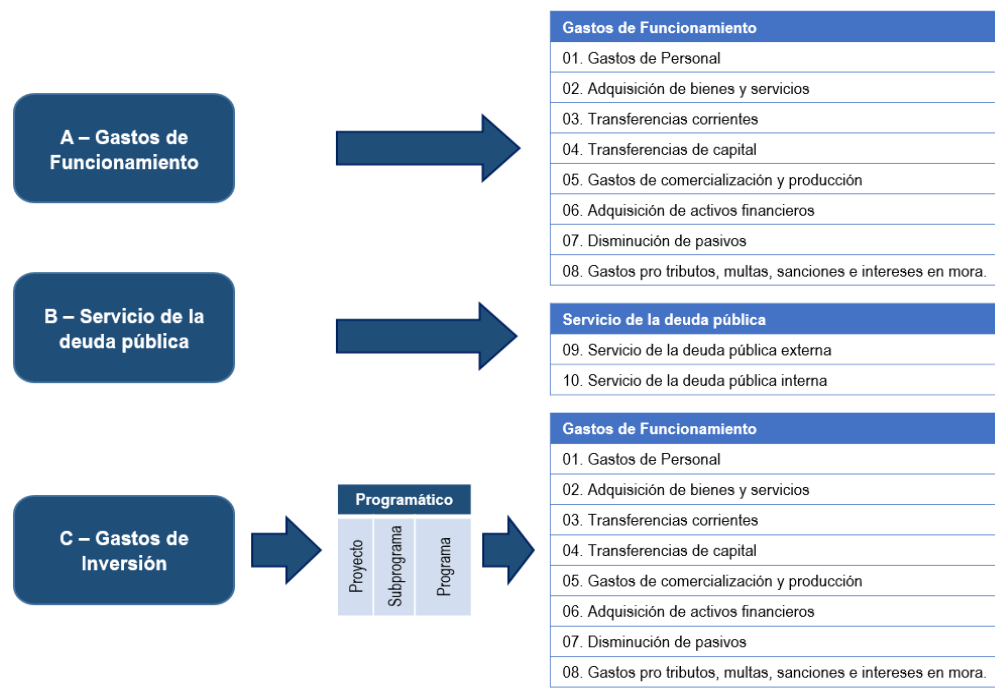 A – Gastos de
Funcionamiento
Gastos de Funcionamiento
01. Gastos de Personal
02. Adquisición de bienes y servicios
03. Transferencias corrientes
04. Transferencias de capital
05. Gastos de comercialización y producción
06. Adquisición de activos financieros
07. Disminución de pasivos
08. Gastos pro tributos, multas, sanciones e intereses en mora.
B – Servicio de la
deuda pública
Servicio de la deuda pública
09. Servicio de la deuda pública externa
10. Servicio de la deuda pública interna
C – Gastos de
Inversión
Programático
Proyecto
Subprograma
Programa
Gastos de Funcionamiento
01. Gastos de Personal
02. Adquisición de bienes y servicios
03. Transferencias corrientes
04. Transferencias de capital
05. Gastos de comercialización y producción
06. Adquisición de activos financieros
07. Disminución de pasivos
08. Gastos pro tributos, multas, sanciones e intereses en mora.